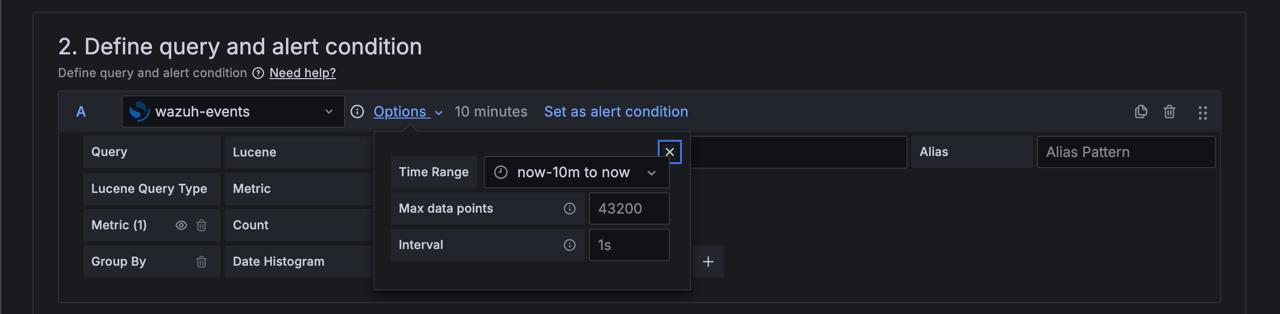 2. Define query and alert condition
Define query and alert condition Need help?
A wazuh-events Options 10 minutes Set as alert condition
Query Lucene Alias Alias Pattern
Time Range now-10m to now
Lucene Query Type Metric
Max data points 43200
Metric (1) Count
Interval 1s
Group By Date Histogram